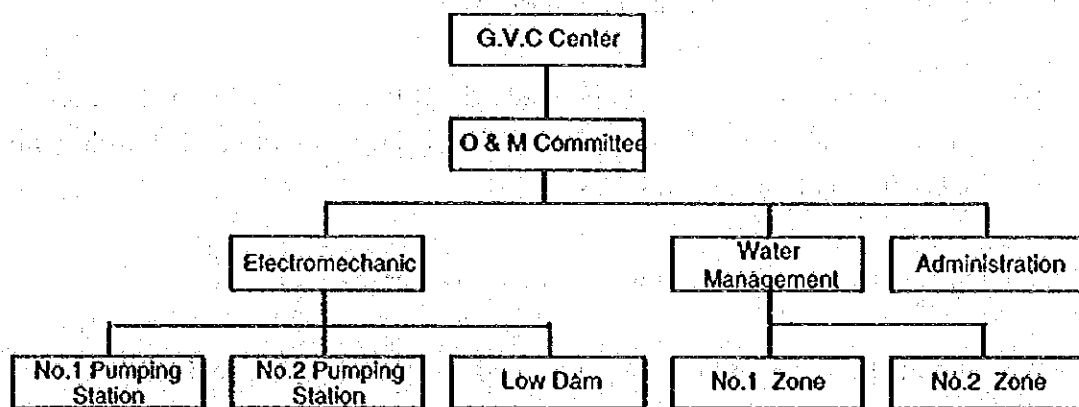 G.V.C Center
O & M Committee
Electromechanic
Water
Management
Administration
No.1 Pumping
Station
No.2 Pumping
Station
Low Dam
No.1 Zone
No.2 Zone